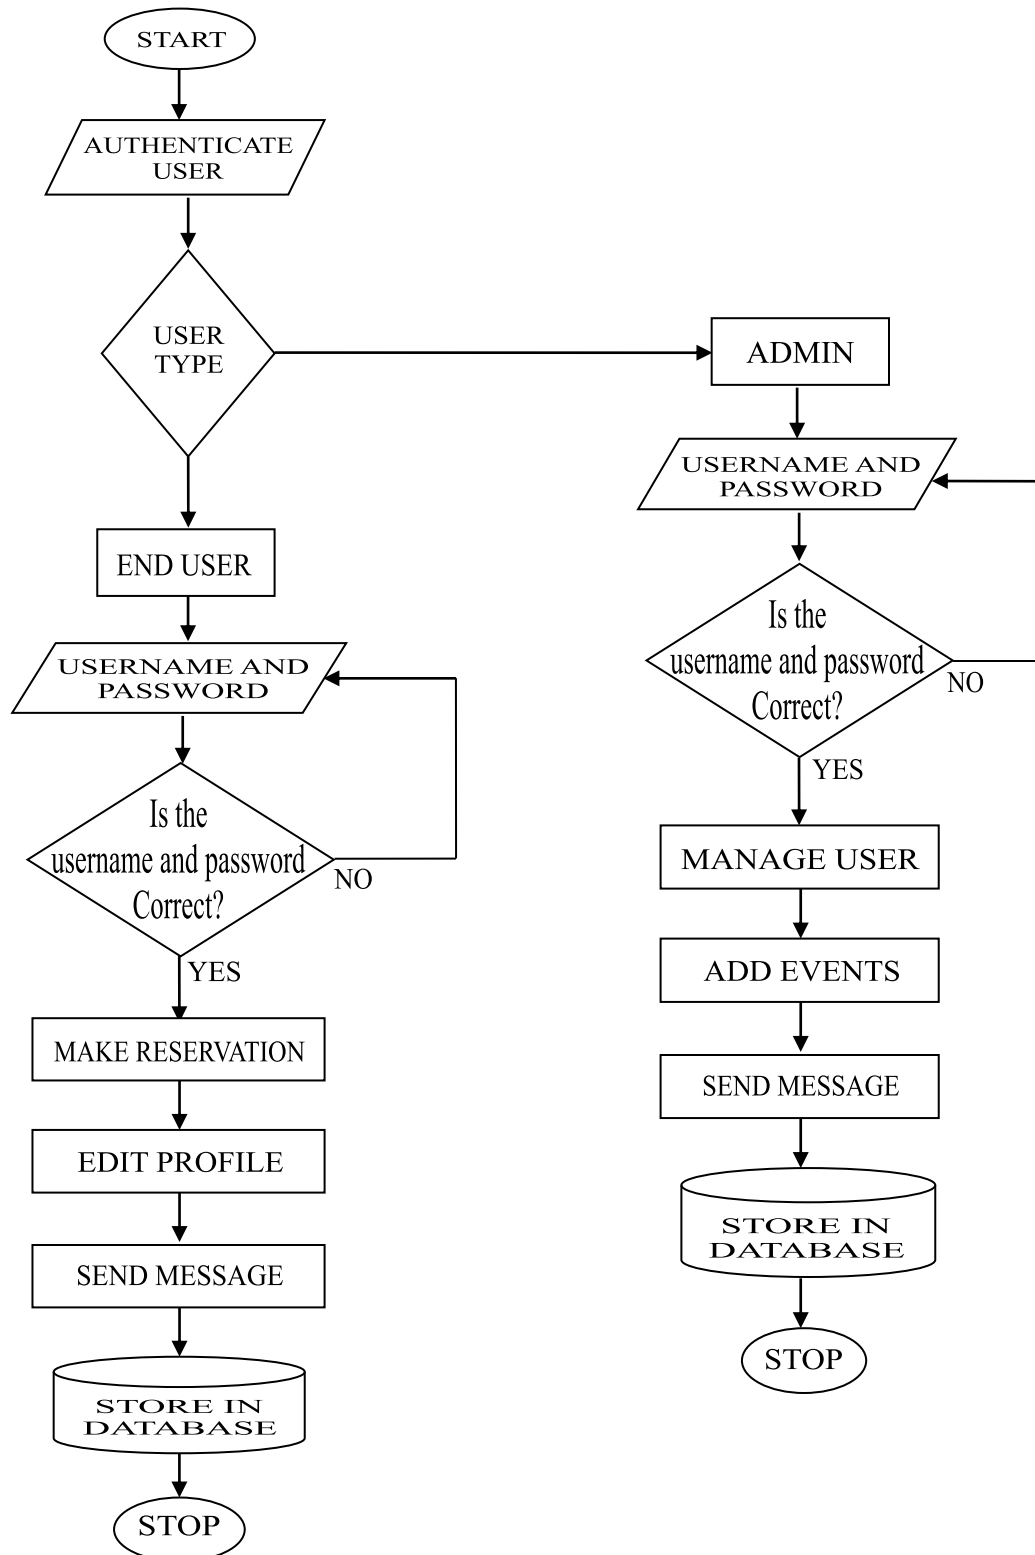 START
AUTHENTICATE
USER
USER
TYPE
END USER
USERNAME AND
PASSWORD
Is the
username and password
Correct?
NO
YES
MAKE RESERVATION
EDIT PROFILE
SEND MESSAGE
STORE IN
DATABASE
STOP
ADMIN
USERNAME AND
PASSWORD
Is the
username and password
Correct?
NO
YES
MANAGE USER
ADD EVENTS
SEND MESSAGE
STORE IN
DATABASE
STOP